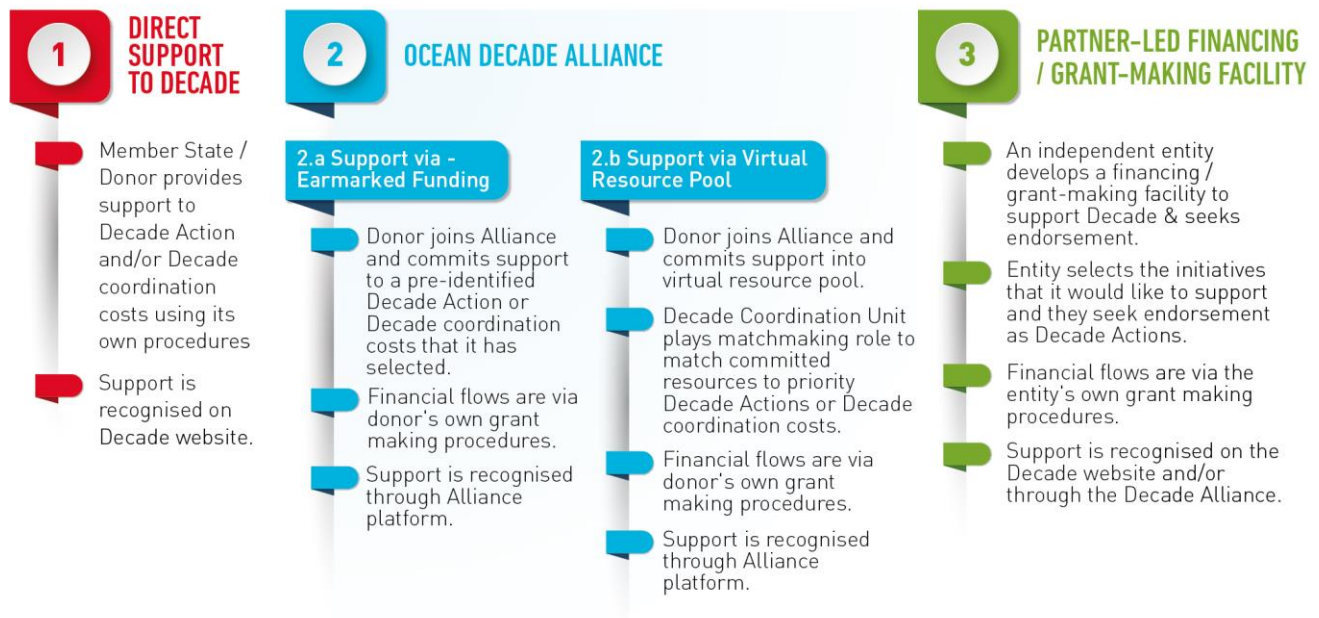 1
DIRECT
SUPPORT
TO DECADE
Member State /
Donor provides
support to
Decade Action
and/or Decade
coordination
costs using its
own procedures
Support is
recognised on
Decade website.
2
OCEAN DECADE ALLIANCE
2.a Support via -
Earmarked Funding
Donor joins Alliance
and commits support
to a pre-identified
Decade Action or
Decade coordination
costs that it has
selected.
Financial flows are via
donor's own grant
making procedures.
Support is recognised
through Alliance
platform.
2.b Support via Virtual
Resource Pool
Donor joins Alliance and
commits support into
virtual resource pool.
Decade Coordination Unit
plays matchmaking role to
match committed
resources to priority
Decade Actions or Decade
coordination costs.
Financial flows are via
donor's own grant
making procedures.
Support is recognised
through Alliance
platform.
3
PARTNER-LED FINANCING
/ GRANT-MAKING FACILITY
An independent entity
develops a financing /
grant-making facility to
support Decade & seeks
endorsement.
Entity selects the initiatives
that it would like to support
and they seek endorsement
as Decade Actions.
Financial flows are via the
entity's own grant making
procedures.
Support is recognised on the
Decade website and/or
through the Decade Alliance.